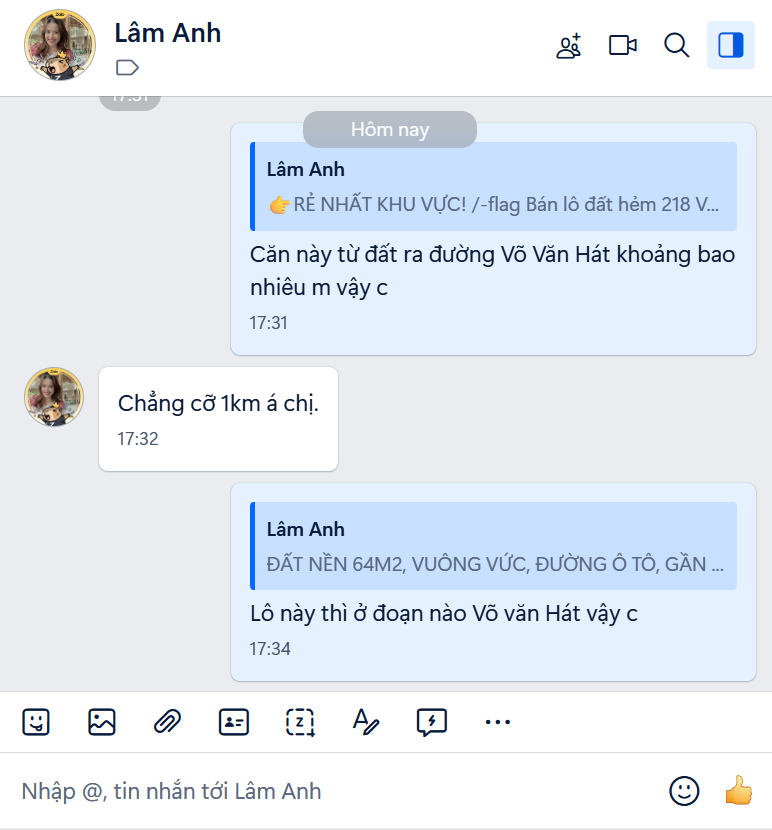 Lâm Anh
17:31
Hôm nay
Lâm Anh
👉RẺ NHẤT KHU VỰC! /-flag Bán lô đất hẻm 218 V...
Căn này từ đất ra đường Võ Văn Hát khoảng bao
nhiêu m vậy c
17:31
Chẳng cỡ 1km á chị.
17:32
Lâm Anh
ĐẤT NỀN 64M2, VUÔNG VỨC, ĐƯỜNG Ô TÔ, GẦN ...
Lô này thì ở đoạn nào Võ văn Hát vậy c
17:34
Nhập @, tin nhắn tới Lâm Anh